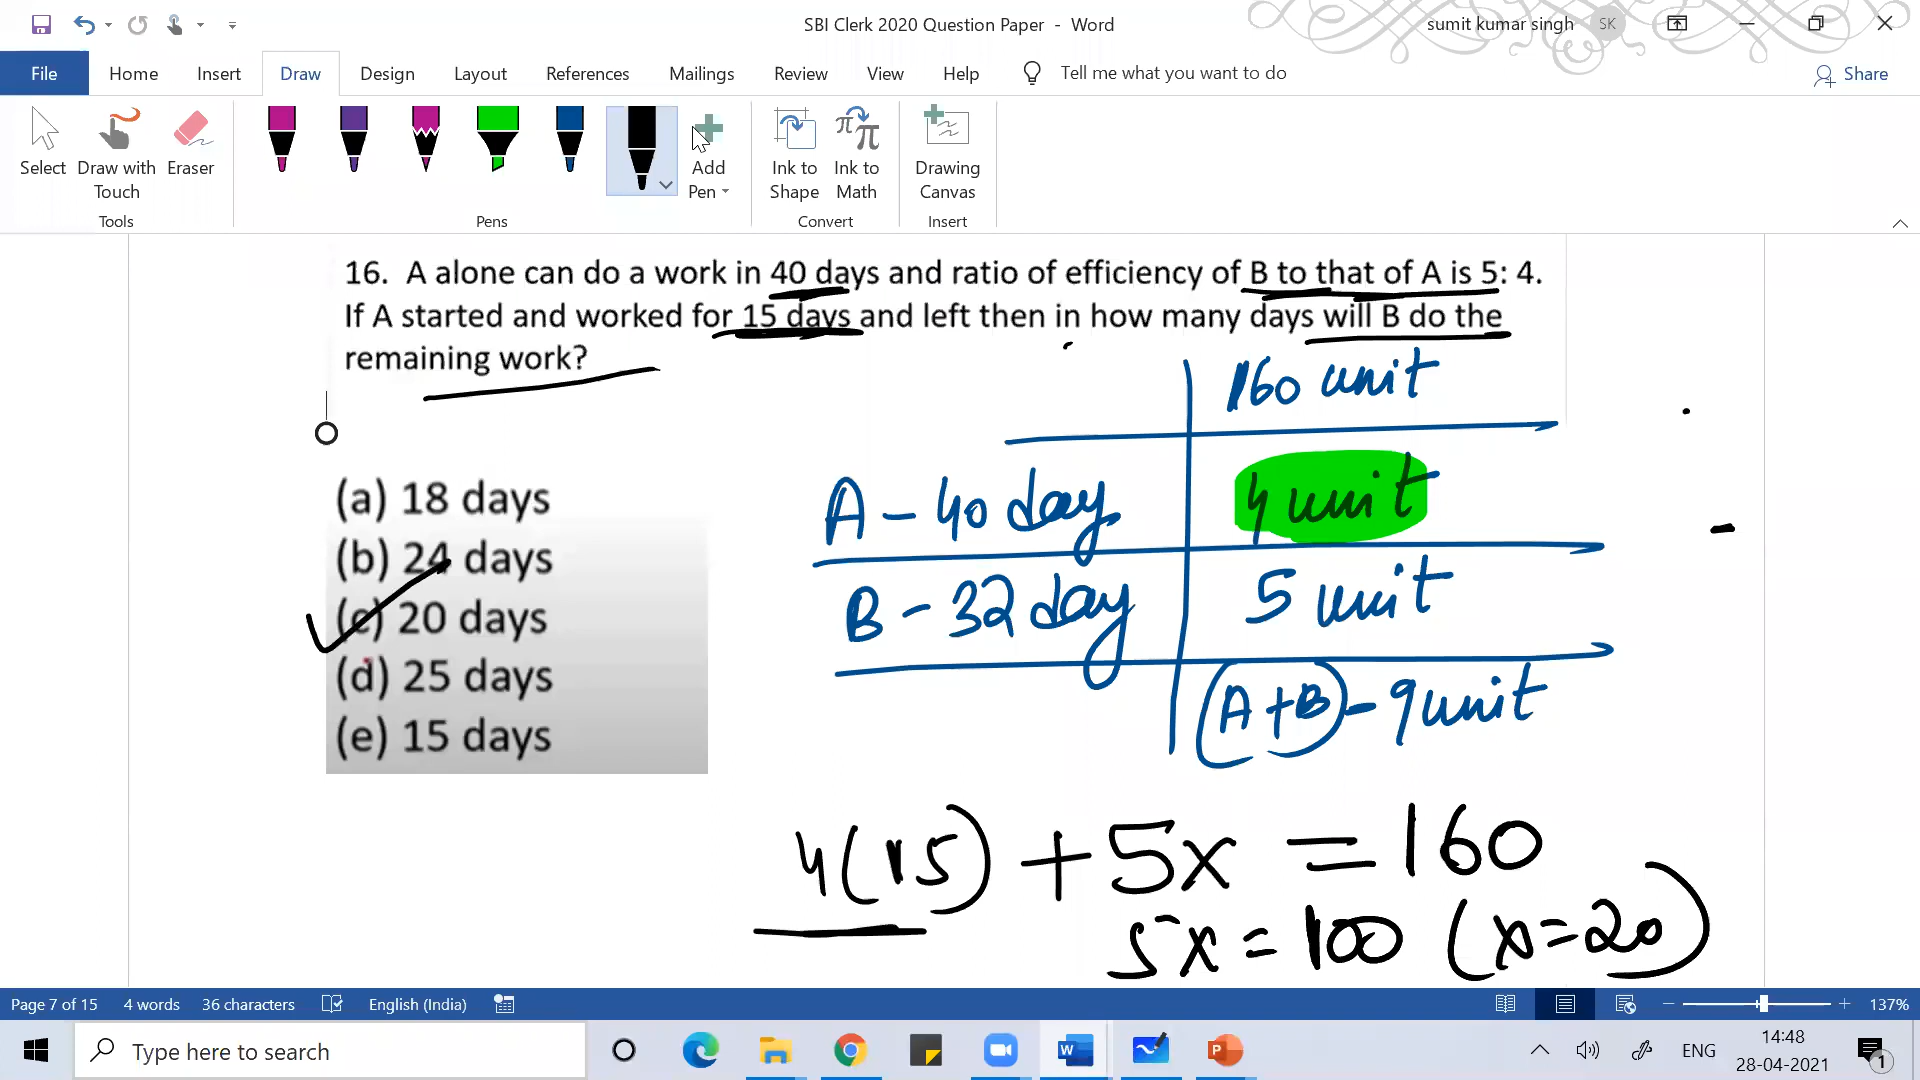 SBI Clerk 2020 Question Paper - Word
sumit kumar singh SK
File Home Insert Draw Design Layout References Mailings Review View Help Tell me what you want to do Share
Select Draw with Touch Eraser Add Pen Ink to Shape Ink to Math Drawing Canvas
Tools Pens Convert Insert
16. A alone can do a work in 40 days and ratio of efficiency of B to that of A is 5: 4.
If A started and worked for 15 days and left then in how many days will B do the
remaining work?
160 unit
A - 40 day 4 unit
B - 32 day 5 unit
(A+B) - 9 unit
(a) 18 days
(b) 24 days
(c) 20 days
(d) 25 days
(e) 15 days
4(15) + 5x = 160
5x = 100 (x=20)
Page 7 of 15 4 words 36 characters English (India) 137%
Type here to search
ENG
14:48
28-04-2021
1